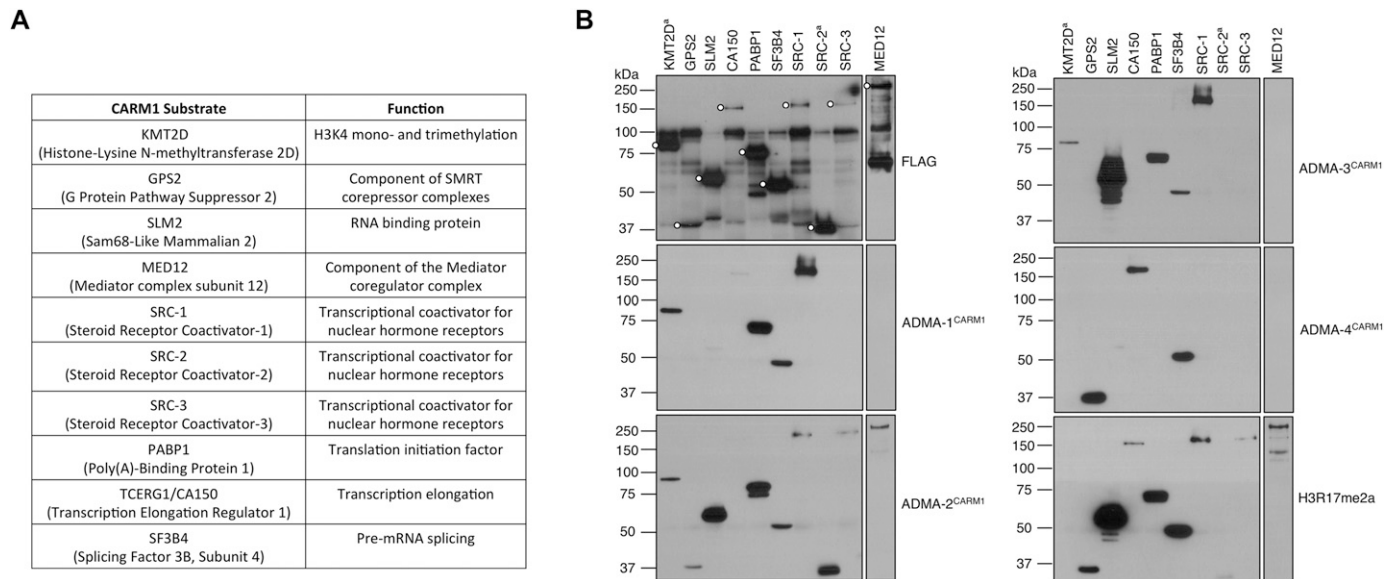 A
CARM1 Substrate Function
KMT2D H3K4 mono- and trimethylation
(Histone-Lysine N-methyltransferase 2D)
GPS2 Component of SMRT
(G Protein Pathway Suppressor 2) corepressor complexes
SLM2 RNA binding protein
(Sam68-Like Mammalian 2)
MED12 Component of the Mediator
(Mediator complex subunit 12) coregulator complex
SRC-1 Transcriptional coactivator for
(Steroid Receptor Coactivator-1) nuclear hormone receptors
SRC-2 Transcriptional coactivator for
(Steroid Receptor Coactivator-2) nuclear hormone receptors
SRC-3 Transcriptional coactivator for
(Steroid Receptor Coactivator-3) nuclear hormone receptors
PABP1 Translation initiation factor
(Poly(A)-Binding Protein 1)
TCERG1/CA150 Transcription elongation
(Transcription Elongation Regulator 1)
SF3B4 Pre-mRNA splicing
(Splicing Factor 3B, Subunit 4)
B
KMT2Dᵃ GPS2 SLM2 CA150 PABP1 SF3B4 SRC-1 SRC-2ᵃ SRC-3 MED12
kDa
250
150
100
75
50
37
FLAG
250
150
100
75
50
37
ADMA-1ᶜᴬᴿᴹ¹
250
150
100
75
50
37
ADMA-2ᶜᴬᴿᴹ¹
KMT2Dᵃ GPS2 SLM2 CA150 PABP1 SF3B4 SRC-1 SRC-2ᵃ SRC-3 MED12
kDa
250
150
100
75
50
37
ADMA-3ᶜᴬᴿᴹ¹
250
150
100
75
50
37
ADMA-4ᶜᴬᴿᴹ¹
250
150
100
75
50
37
H3R17me2a